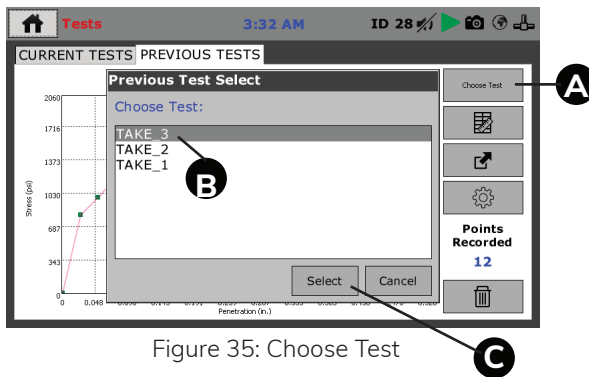 Tests 3:32 AM ID 28
CURRENT TESTS PREVIOUS TESTS
Previous Test Select
Choose Test:
TAKE_3
TAKE_2
TAKE_1
Select Cancel
Choose Test
Points
Recorded
12
Stress (psi)
2060
1716
1373
1030
687
343
0
0 0.048
Penetration (in.)
A
B
C
Figure 35: Choose Test